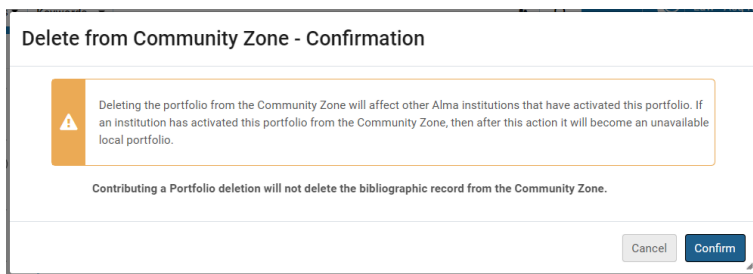 Keywords
Delete from Community Zone - Confirmation
Deleting the portfolio from the Community Zone will affect other Alma institutions that have activated this portfolio. If
an institution has activated this portfolio from the Community Zone, then after this action it will become an unavailable
local portfolio.
Contributing a Portfolio deletion will not delete the bibliographic record from the Community Zone.
Cancel Confirm